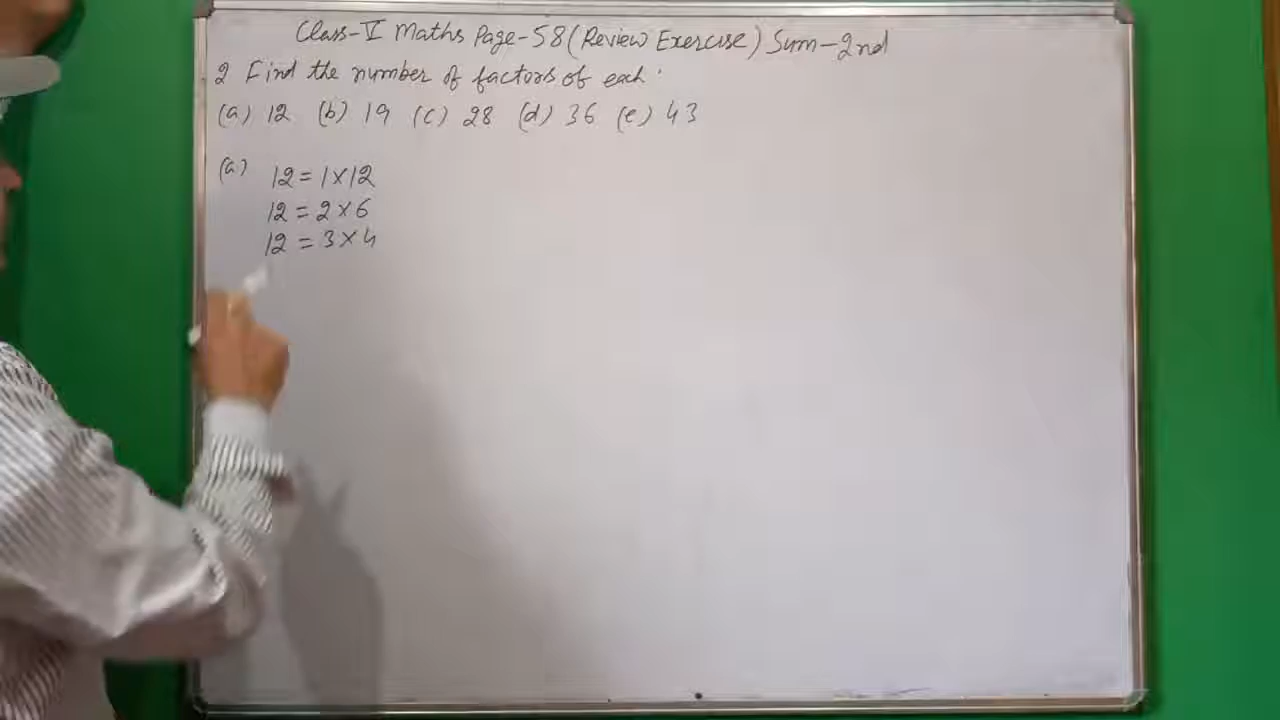 Class-V Maths Page-58 (Review Exercise) Sum-2nd
2 Find the number of factors of each.
(a) 12 (b) 19 (c) 28 (d) 36 (e) 43
(a) 12 = 1×12
12 = 2×6
12 = 3×4